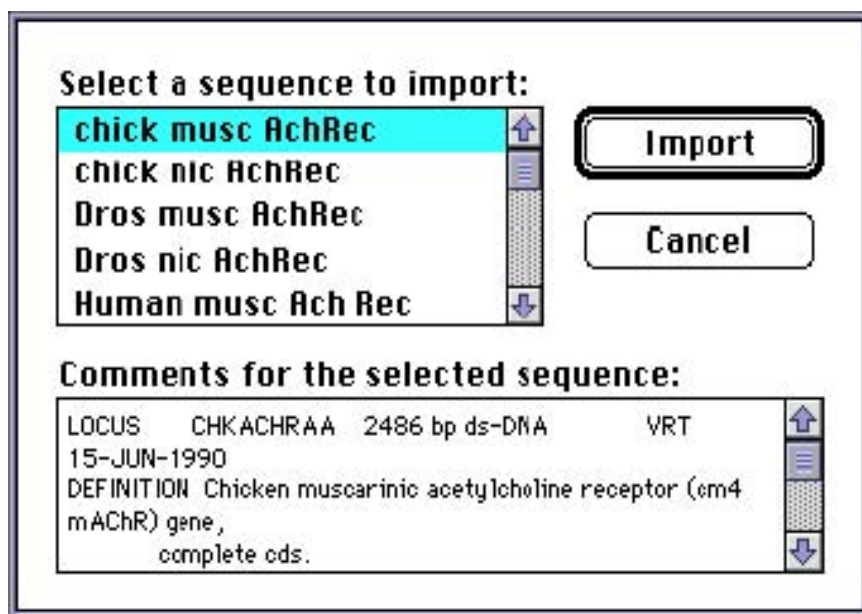 Select a sequence to import:
chick musc AchRec
chick nic AchRec
Dros musc AchRec
Dros nic AchRec
Human musc Ach Rec
Import
Cancel
Comments for the selected sequence:
LOCUS CHKACHRAA 2486 bp ds-DNA VRT
15-JUN-1990
DEFINITION Chicken muscarinic acetylcholine receptor (cm4
mAChR) gene,
complete cds.